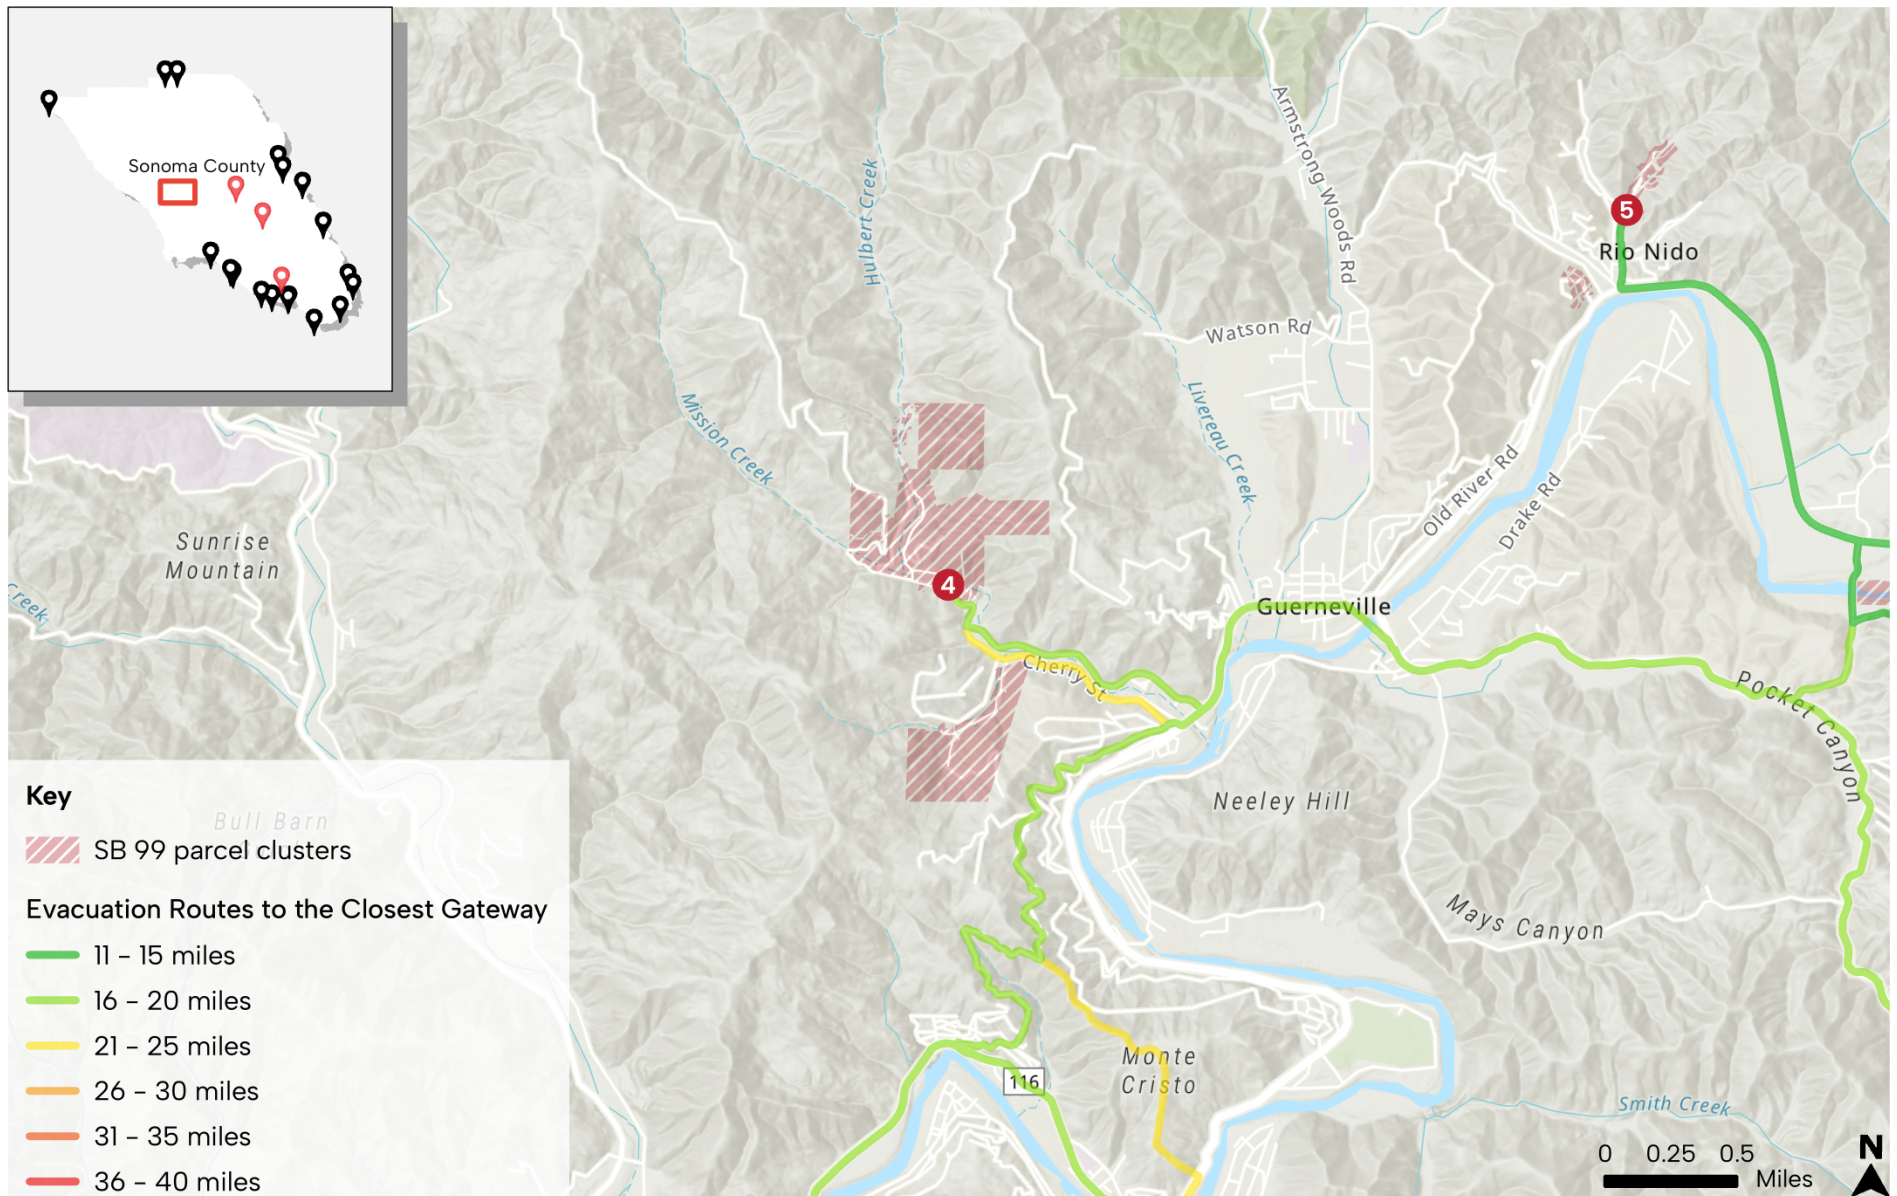 Sonoma County
Armstrong Woods Rd
Hulbert Creek
5
Rio Nido
Watson Rd
Mission Creek
Livereau Creek
Old River Rd
Drake Rd
Sunrise
Mountain
Creek
4
Guerneville
Cherry St
Pocket Canyon
Neeley Hill
Mays Canyon
Bull Barn
Monte
Cristo
116
Smith Creek
Key
SB 99 parcel clusters
Evacuation Routes to the Closest Gateway
11 - 15 miles
16 - 20 miles
21 - 25 miles
26 - 30 miles
31 - 35 miles
36 - 40 miles
0 0.25 0.5
Miles
N